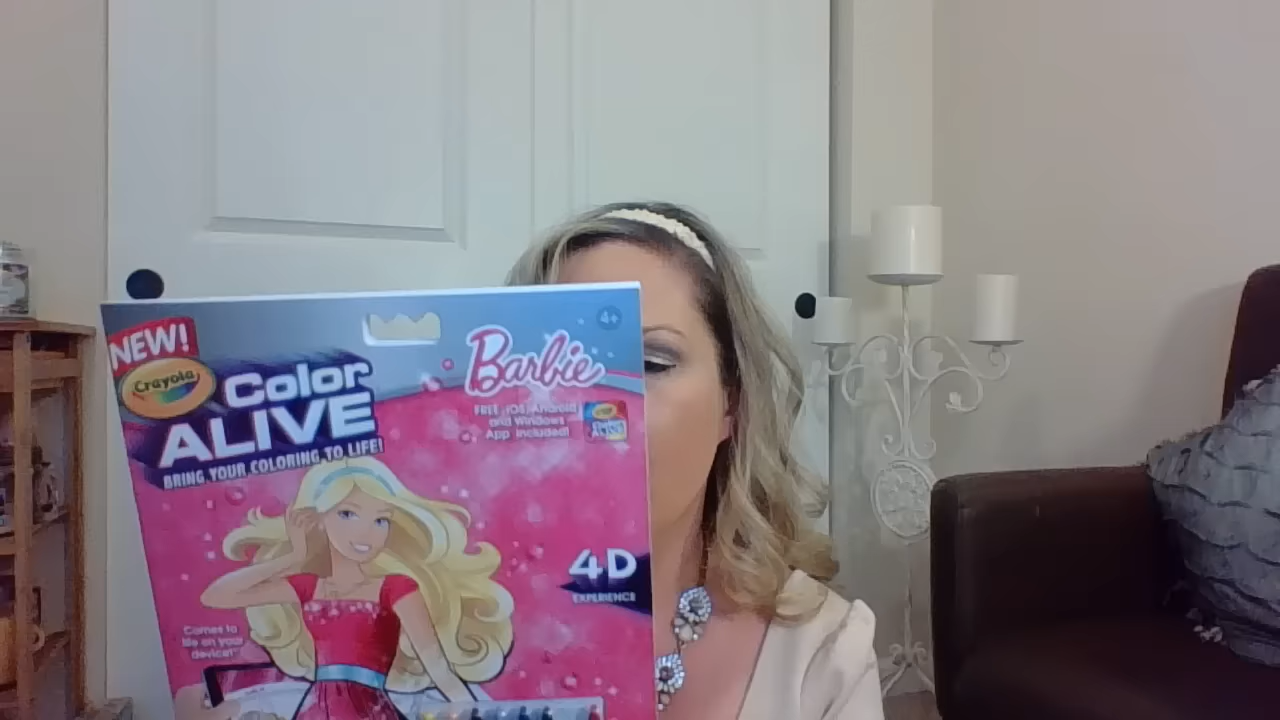 NEW!
Crayola
Color
ALIVE
BRING YOUR COLORING TO LIFE!
Barbie
4+
FREE iOS, Android
and Windows
App Included!
4D
EXPERIENCE
Comes to
life on your
device!*